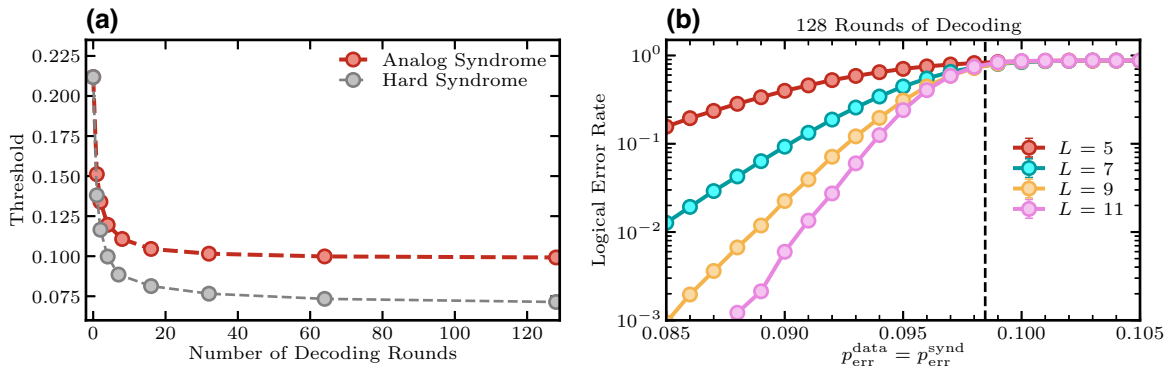 (a)
0.225
0.200
0.175
0.150
0.125
0.100
0.075
Threshold
Analog Syndrome
Hard Syndrome
0 20 40 60 80 100 120
Number of Decoding Rounds
(b)
128 Rounds of Decoding
10⁰
10⁻¹
10⁻²
10⁻³
Logical Error Rate
L = 5
L = 7
L = 9
L = 11
0.085 0.090 0.095 0.100 0.105
p_err^data = p_err^synd